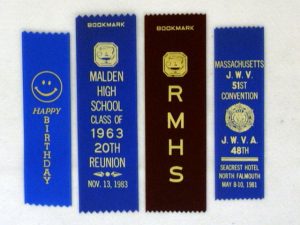 HAPPY
BIRTHDAY
BOOKMARK
MALDEN
HIGH
SCHOOL
CLASS OF
1963
20TH
REUNION
NOV. 13, 1983
BOOKMARK
RMHS
MASSACHUSETTS
J.W.V.
51ST
CONVENTION
J.W.V.A.
48TH
SEACREST HOTEL
NORTH FALMOUTH
MAY 8-10, 1981